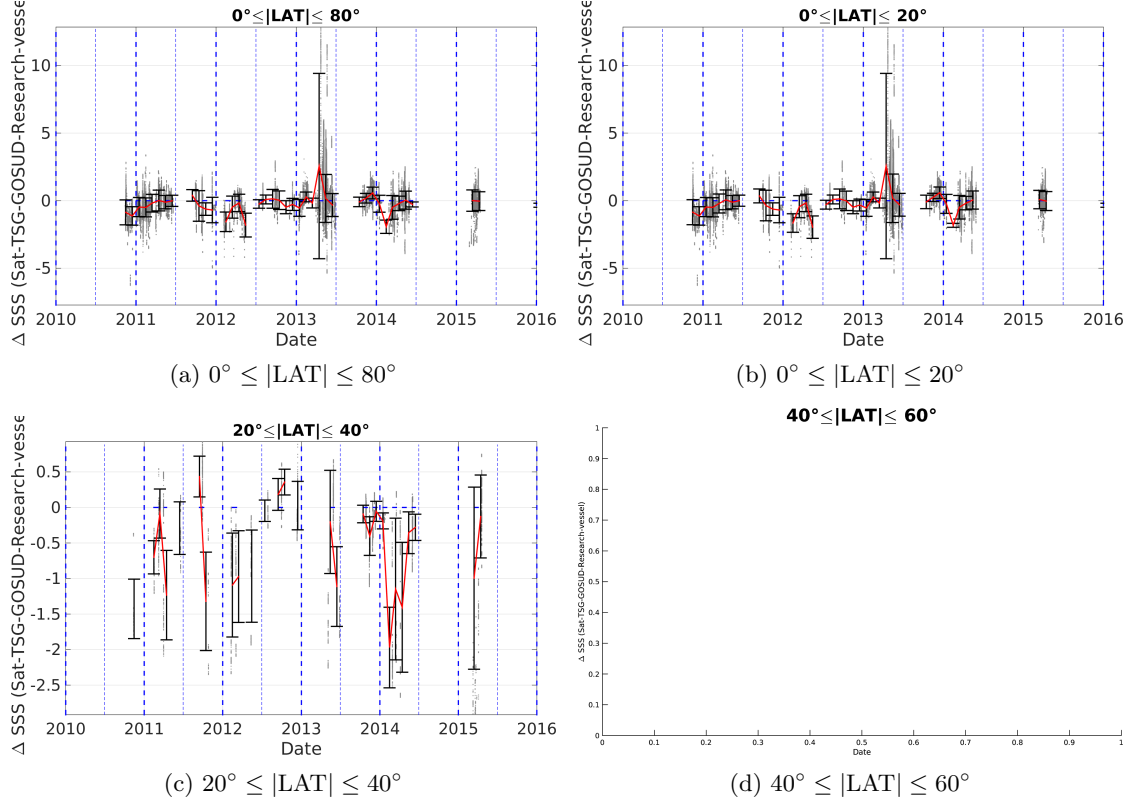 0°≤|LAT|≤ 80°
Δ SSS (Sat-TSG-GOSUD-Research-vesse
10
5
0
-5
2010 2011 2012 2013 2014 2015 2016
Date
(a) 0° ≤ |LAT| ≤ 80°
0°≤|LAT|≤ 20°
Δ SSS (Sat-TSG-GOSUD-Research-vesse
10
5
0
-5
2010 2011 2012 2013 2014 2015 2016
Date
(b) 0° ≤ |LAT| ≤ 20°
20°≤|LAT|≤ 40°
Δ SSS (Sat-TSG-GOSUD-Research-vesse
0.5
0
-0.5
-1
-1.5
-2
-2.5
2010 2011 2012 2013 2014 2015 2016
Date
(c) 20° ≤ |LAT| ≤ 40°
40°≤|LAT|≤ 60°
Δ SSS (Sat-TSG-GOSUD-Research-vessel)
1
0.9
0.8
0.7
0.6
0.5
0.4
0.3
0.2
0.1
0
0 0.1 0.2 0.3 0.4 0.5 0.6 0.7 0.8 0.9 1
Date
(d) 40° ≤ |LAT| ≤ 60°